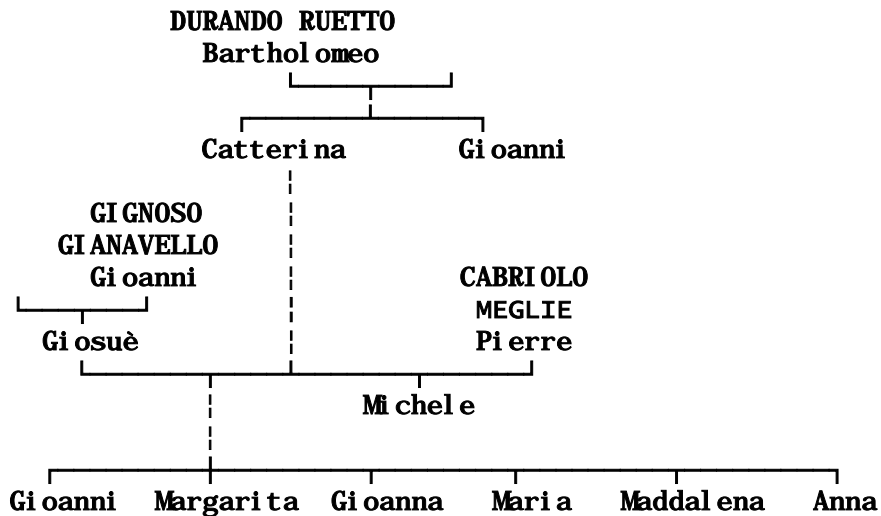 DURANDO RUETTO
Bartholomeo
Catterina Gioanni
GIGNOSO
GIANAVELLO
Gioanni CABRIOLO
MEGLIE
Giosuè Pierre
Michele
Gioanni Margarita Gioanna Maria Maddalena Anna